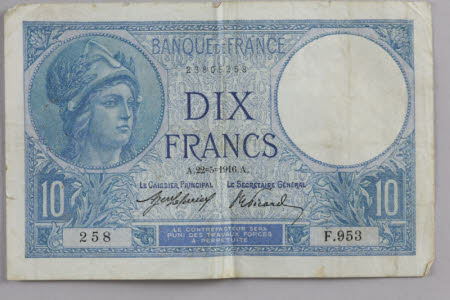 BANQUE DE FRANCE
DIX
FRANCS
A.22=5=1916.A.
LE CAISSIER PRINCIPAL LE SECRÉTAIRE GÉNÉRAL
10 10
258 F.953
LE CONTREFACTEUR SERA
PUNI DES TRAVAUX FORCÉS
À PERPÉTUITÉ